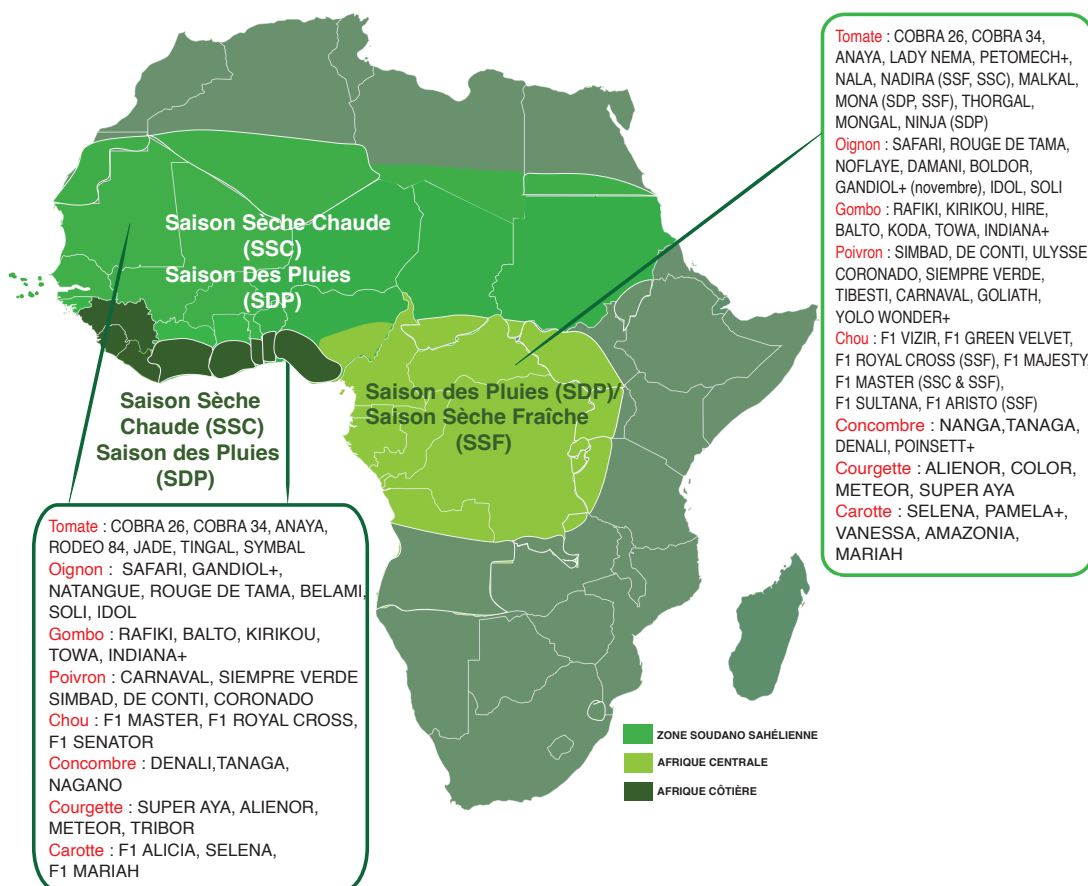 Tomate : COBRA 26, COBRA 34,
ANAYA, LADY NEMA, PETOMECH+,
NALA, NADIRA (SSF, SSC), MALKAL,
MONA (SDP, SSF), THORGAL,
MONGAL, NINJA (SDP)
Oignon : SAFARI, ROUGE DE TAMA,
NOFLAYE, DAMANI, BOLDOR,
GANDIOL+ (novembre), IDOL, SOLI
Gombo : RAFIKI, KIRIKOU, HIRE,
BALTO, KODA, TOWA, INDIANA+
Poivron : SIMBAD, DE CONTI, ULYSSE
CORONADO, SIEMPRE VERDE,
TIBESTI, CARNAVAL, GOLIATH,
YOLO WONDER+
Chou : F1 VIZIR, F1 GREEN VELVET,
F1 ROYAL CROSS (SSF), F1 MAJESTY,
F1 MASTER (SSC & SSF),
F1 SULTANA, F1 ARISTO (SSF)
Concombre : NANGA,TANAGA,
DENALI, POINSETT+
Courgette : ALIENOR, COLOR,
METEOR, SUPER AYA
Carotte : SELENA, PAMELA+,
VANESSA, AMAZONIA,
MARIAH
Saison Sèche Chaude
(SSC)
Saison Des Pluies
(SDP)
Saison des Pluies (SDP)/
Saison Sèche Fraîche
(SSF)
Saison Sèche
Chaude (SSC)
Saison des Pluies
(SDP)
Tomate : COBRA 26, COBRA 34, ANAYA,
RODEO 84, JADE, TINGAL, SYMBAL
Oignon : SAFARI, GANDIOL+,
NATANGUE, ROUGE DE TAMA, BELAMI,
SOLI, IDOL
Gombo : RAFIKI, BALTO, KIRIKOU,
TOWA, INDIANA+
Poivron : CARNAVAL, SIEMPRE VERDE
SIMBAD, DE CONTI, CORONADO
Chou : F1 MASTER, F1 ROYAL CROSS,
F1 SENATOR
Concombre : DENALI,TANAGA,
NAGANO
Courgette : SUPER AYA, ALIENOR,
METEOR, TRIBOR
Carotte : F1 ALICIA, SELENA,
F1 MARIAH
ZONE SOUDANO SAHÉLIENNE
AFRIQUE CENTRALE
AFRIQUE CÔTIÈRE